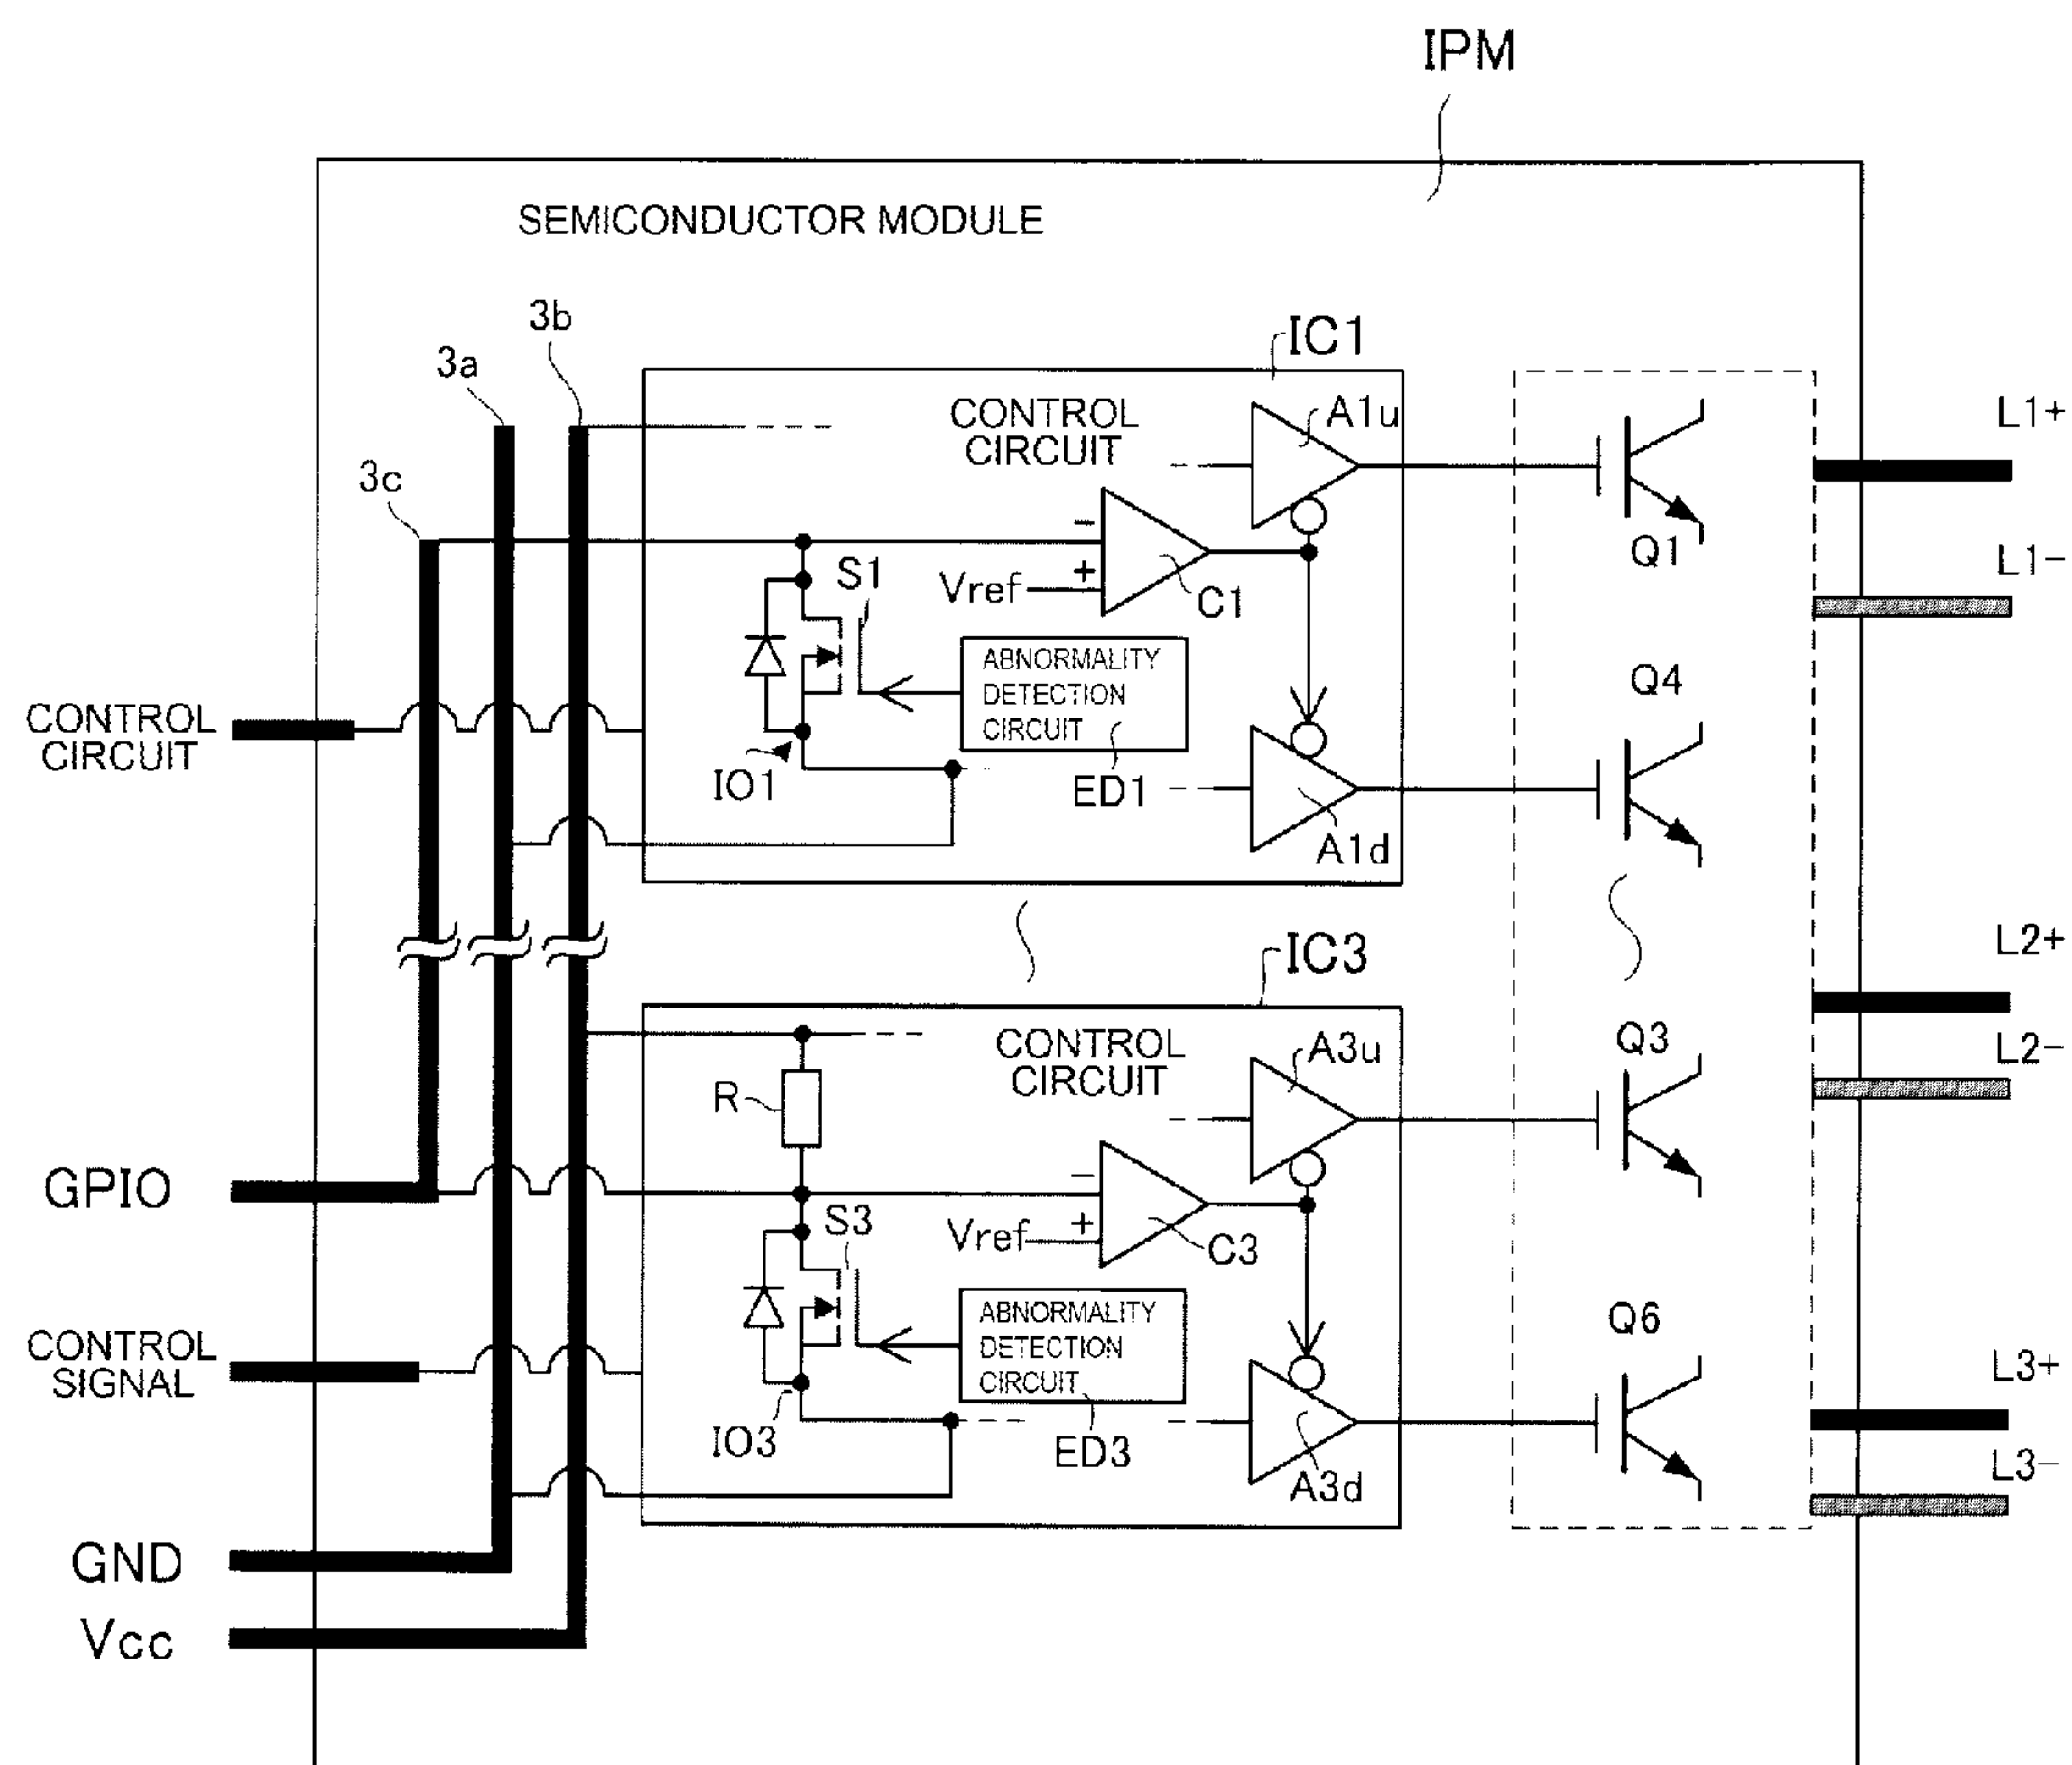 IPM
SEMICONDUCTOR MODULE
3b
3a
3c
IC1
CONTROL
CIRCUIT
A1u
L1+
Q1
L1-
−
S1
+
Vref
C1
ABNORMALITY
DETECTION
CIRCUIT
Q4
CONTROL
CIRCUIT
IO1
ED1
A1d
IC3
L2+
Q3
L2-
CONTROL
CIRCUIT
A3u
R
GPIO
−
S3
+
Vref
C3
ABNORMALITY
DETECTION
CIRCUIT
Q6
CONTROL
SIGNAL
L3+
IO3
ED3
L3-
A3d
GND
Vcc